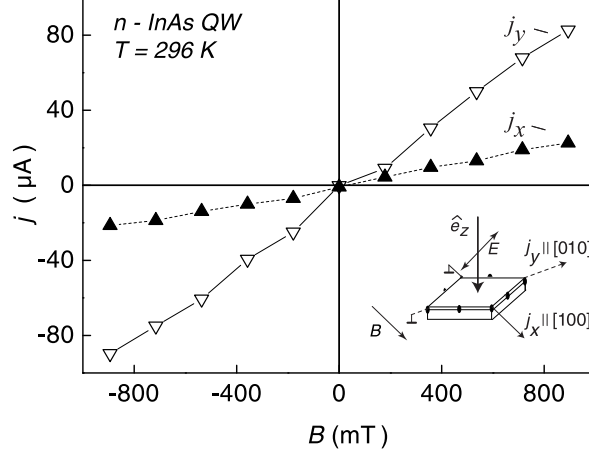 n - InAs QW
T = 296 K
j_y
j_x
j ( μA)
80
40
0
-40
-80
-800
-400
0
400
800
B (mT)
ê_z
E
B
j_y || [010]
j_x || [100]